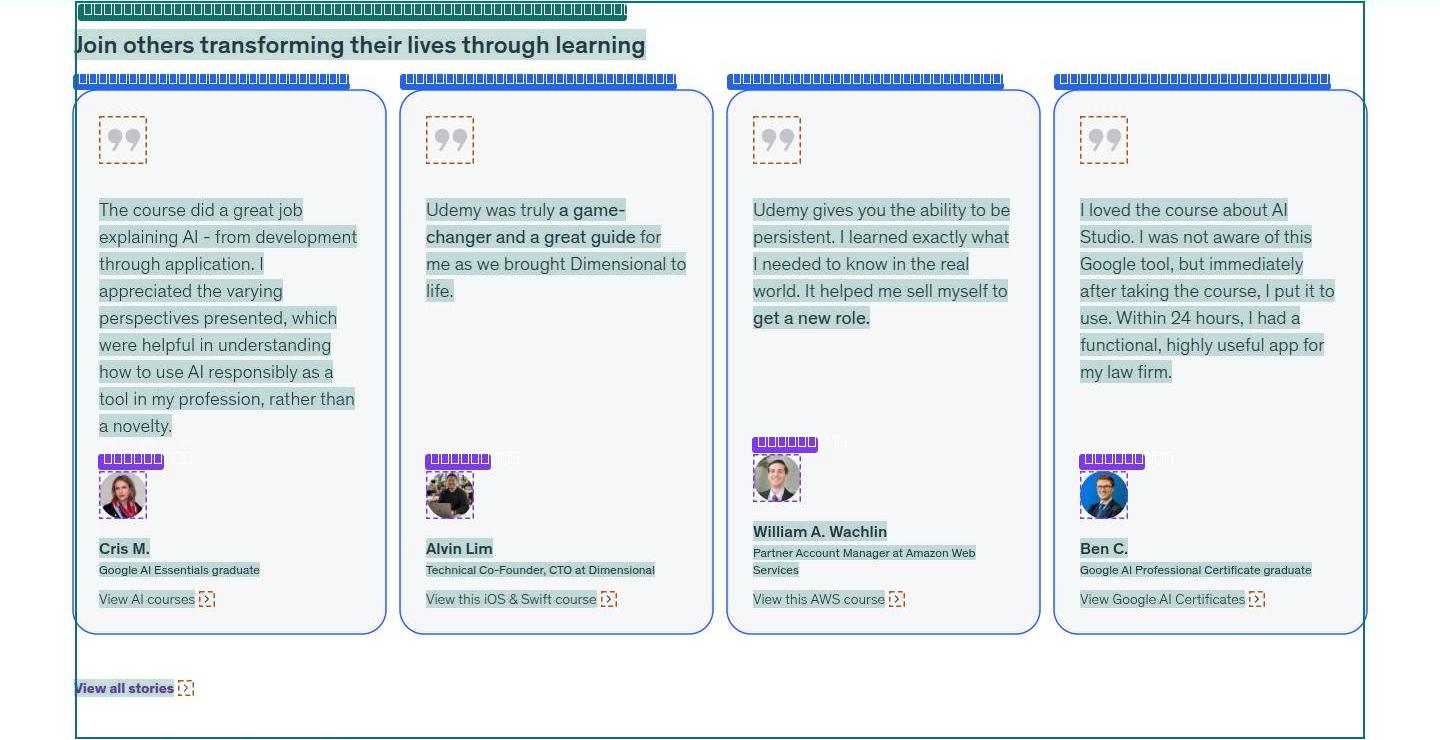 Join others transforming their lives through learning
The course did a great job
explaining AI - from development
through application. I
appreciated the varying
perspectives presented, which
were helpful in understanding
how to use AI responsibly as a
tool in my profession, rather than
a novelty.
Cris M.
Google AI Essentials graduate
View AI courses
Udemy was truly a game-
changer and a great guide for
me as we brought Dimensional to
life.
Alvin Lim
Technical Co-Founder, CTO at Dimensional
View this iOS & Swift course
Udemy gives you the ability to be
persistent. I learned exactly what
I needed to know in the real
world. It helped me sell myself to
get a new role.
William A. Wachlin
Partner Account Manager at Amazon Web
Services
View this AWS course
I loved the course about AI
Studio. I was not aware of this
Google tool, but immediately
after taking the course, I put it to
use. Within 24 hours, I had a
functional, highly useful app for
my law firm.
Ben C.
Google AI Professional Certificate graduate
View Google AI Certificates
View all stories